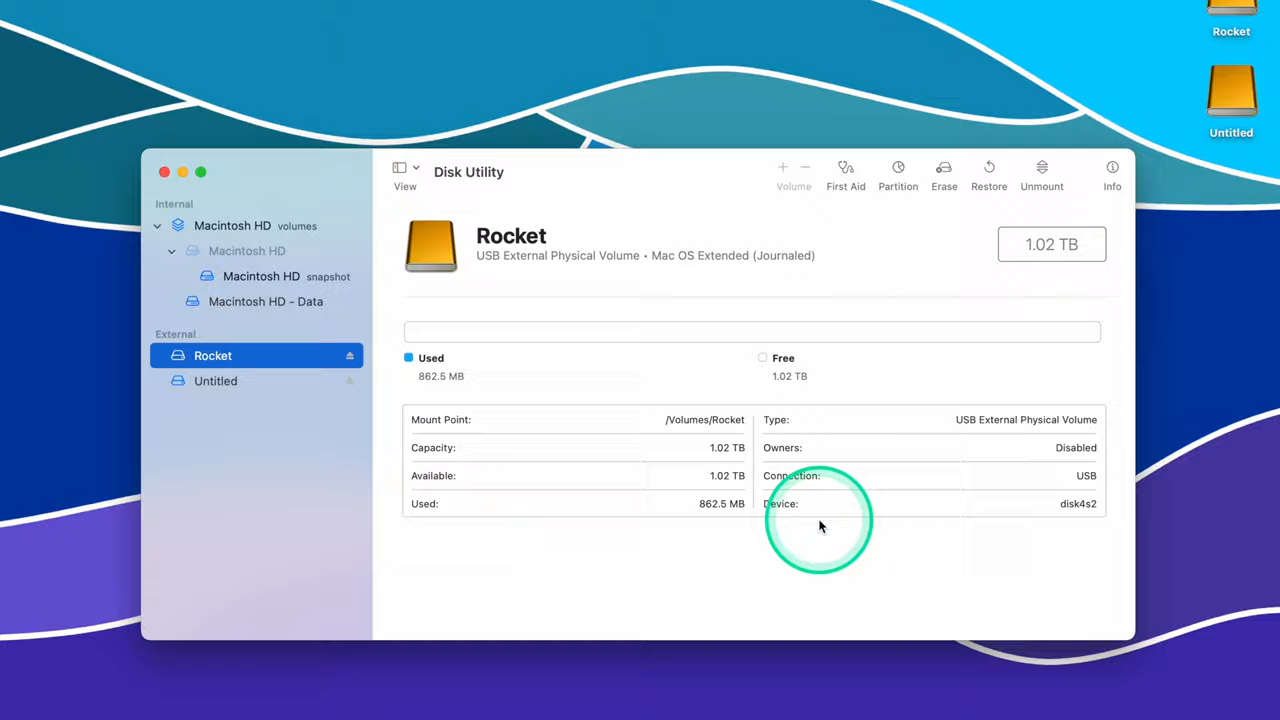 Rocket
Untitled
View
Disk Utility
Volume
First Aid
Partition
Erase
Restore
Unmount
Info
Internal
Macintosh HD volumes
Macintosh HD
Macintosh HD snapshot
Macintosh HD - Data
External
Rocket
Untitled
Rocket
USB External Physical Volume • Mac OS Extended (Journaled)
1.02 TB
Used
862.5 MB
Free
1.02 TB
Mount Point: /Volumes/Rocket
Capacity: 1.02 TB
Available: 1.02 TB
Used: 862.5 MB
Type: USB External Physical Volume
Owners: Disabled
Connection: USB
Device: disk4s2